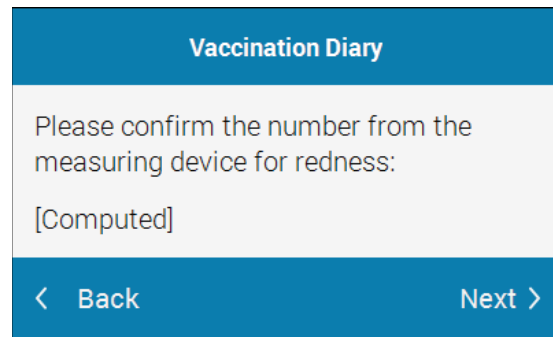 Vaccination Diary
Please confirm the number from the
measuring device for redness:
[Computed]
Back
Next